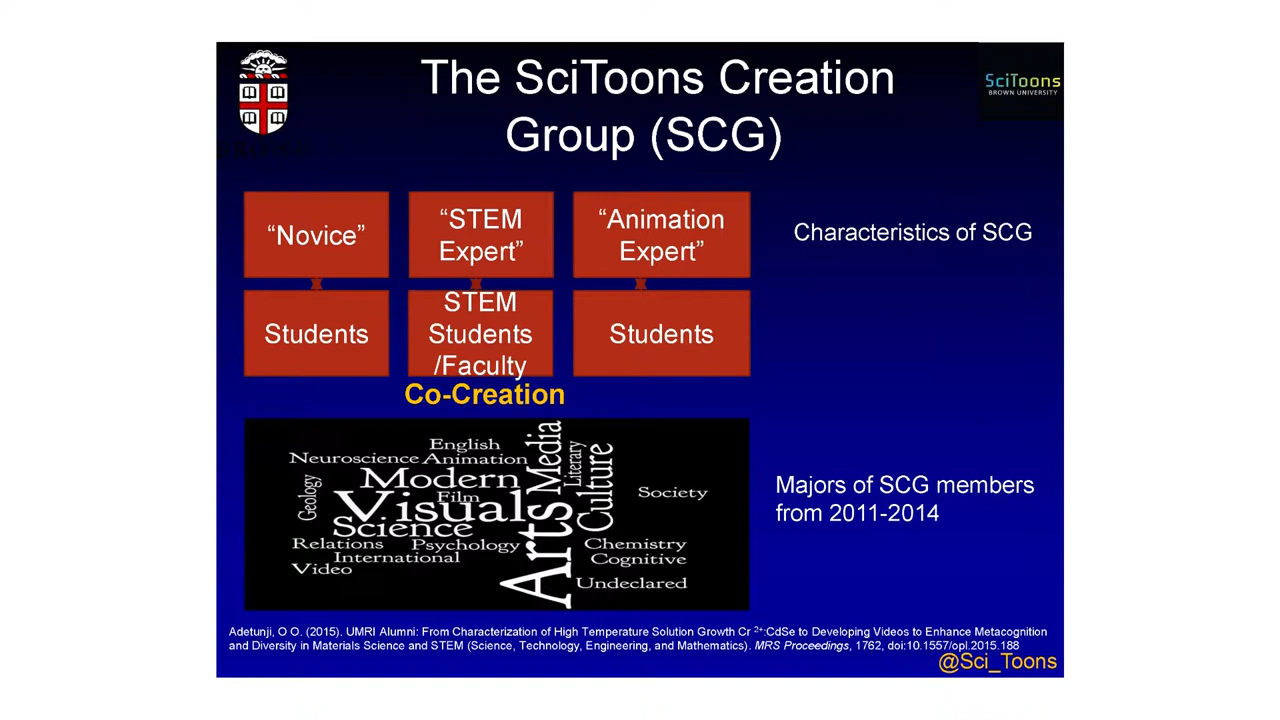 The SciToons Creation
Group (SCG)
SciToons
BROWN UNIVERSITY
“Novice”
“STEM
Expert”
“Animation
Expert”
Characteristics of SCG
Students
STEM
Students
/Faculty
Students
Co-Creation
English
Neuroscience Animation
Modern
Geology
Film
Visuals
Science
Relations
Psychology
International
Video
Arts
Media
Literary
Culture
Society
Chemistry
Cognitive
Undeclared
Majors of SCG members
from 2011-2014
Adetunji, O O. (2015). UMRI Alumni: From Characterization of High Temperature Solution Growth Cr 2+:CdSe to Developing Videos to Enhance Metacognition
and Diversity in Materials Science and STEM (Science, Technology, Engineering, and Mathematics). MRS Proceedings, 1762, doi:10.1557/opl.2015.188
@Sci_Toons